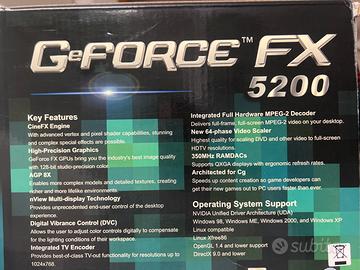 GEFORCE™ FX
5200
Key Features
CineFX Engine
With advanced vertex and pixel shader capabilities, stunning
and complex special effects are possible.
High-Precision Graphics
GeForce FX GPUs bring you the industry's best image quality
with 128-bit studio-precision color.
AGP 8X
Enables more complex models and detailed textures, creating
richer and more lifelike environments.
nView Multi-display Technology
Provides unprecedented end-user control of the desktop
experience.
Digital Vibrance Control (DVC)
Allows the user to adjust color controls digitally to compensate
for the lighting conditions of their workspace.
Integrated TV Encoder
Provides best-in-class TV-out functionality for resolutions up to
1024x768.
Integrated Full Hardware MPEG-2 Decoder
Delivers full-frame, full-screen MPEG-2 video on your desktop.
New 64-phase Video Scaler
Highest quality for scaling DVD and other video to full-screen
HDTV resolutions.
350MHz RAMDACs
Supports QXGA displays with ergonomic refresh rates.
Architected for Cg
Speeds up content creation so game developers can
get their new games out to PC users faster than ever.
Operating System Support
NVIDIA Unified Driver Architecture (UDA)
Windows 98, Windows ME, Windows 2000, and Windows XP
Linux compatible
Linux Xfree86
OpenGL 1.4 and lower support
DirectX 9.0 and lower
subito